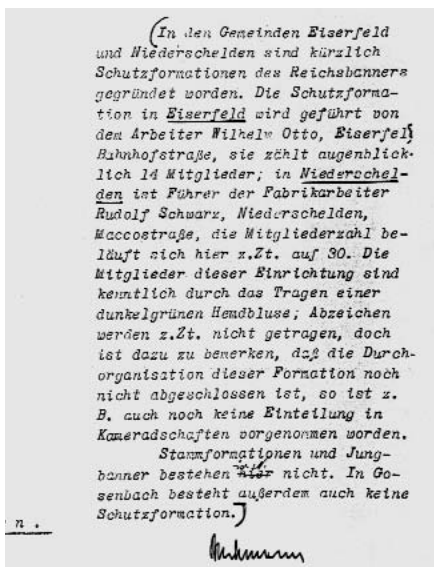 (In den Gemeinden Eiserfeld
und Niederschelden sind kürzlich
Schutzformationen des Reichsbanners
gegründet worden. Die Schutzforma-
tion in Eiserfeld wird geführt von
dem Arbeiter Wilhelm Otto, Eiserfel
Bahnhofstraße, sie zählt augenblick-
lich 14 Mitglieder; in Niederschel-
den ist Führer der Fabrikarbeiter
Rudolf Schwarz, Niederschelden,
Maccostraße, die Mitgliederzahl be-
läuft sich hier z.Zt. auf 30. Die
Mitglieder dieser Einrichtung sind
kenntlich durch das Tragen einer
dunkelgrünen Hemdbluse; Abzeichen
werden z.Zt. nicht getragen, doch
ist dazu zu bemerken, daß die Durch-
organisation dieser Formation noch
nicht abgeschlossen ist, so ist z.
B. auch noch keine Einteilung in
Kameradschaften vorgenommen worden.
Stammformationen und Jung-
banner bestehen hier nicht. In Go-
senbach besteht außerdem auch keine
Schutzformation.)
n.